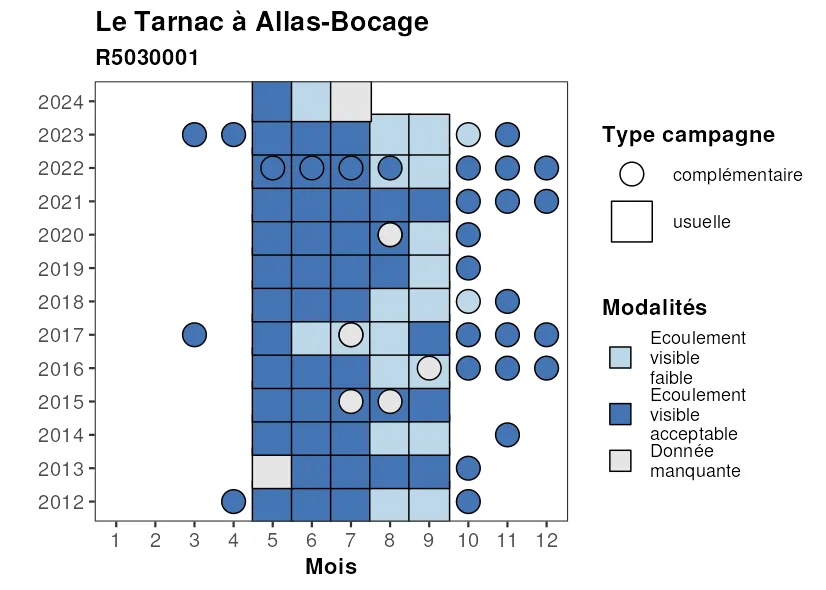 Le Tarnac à Allas-Bocage
R5030001
2024
2023
2022
2021
2020
2019
2018
2017
2016
2015
2014
2013
2012
1 2 3 4 5 6 7 8 9 10 11 12
Mois
Type campagne
complémentaire
usuelle
Modalités
Ecoulement
visible
faible
Ecoulement
visible
acceptable
Donnée
manquante